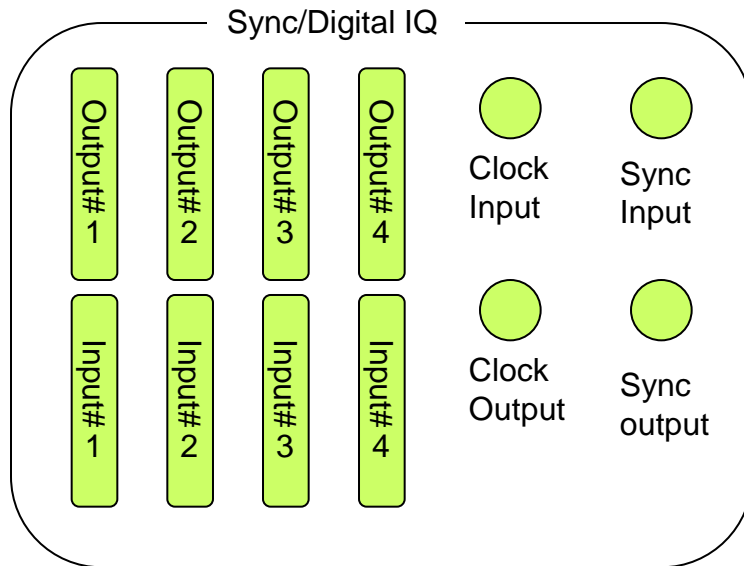 Sync/Digital IQ
Output#
1
Output#
2
Output#
3
Output#
4
Clock
Input
Sync
Input
Input#
1
Input#
2
Input#
3
Input#
4
Clock
Output
Sync
output